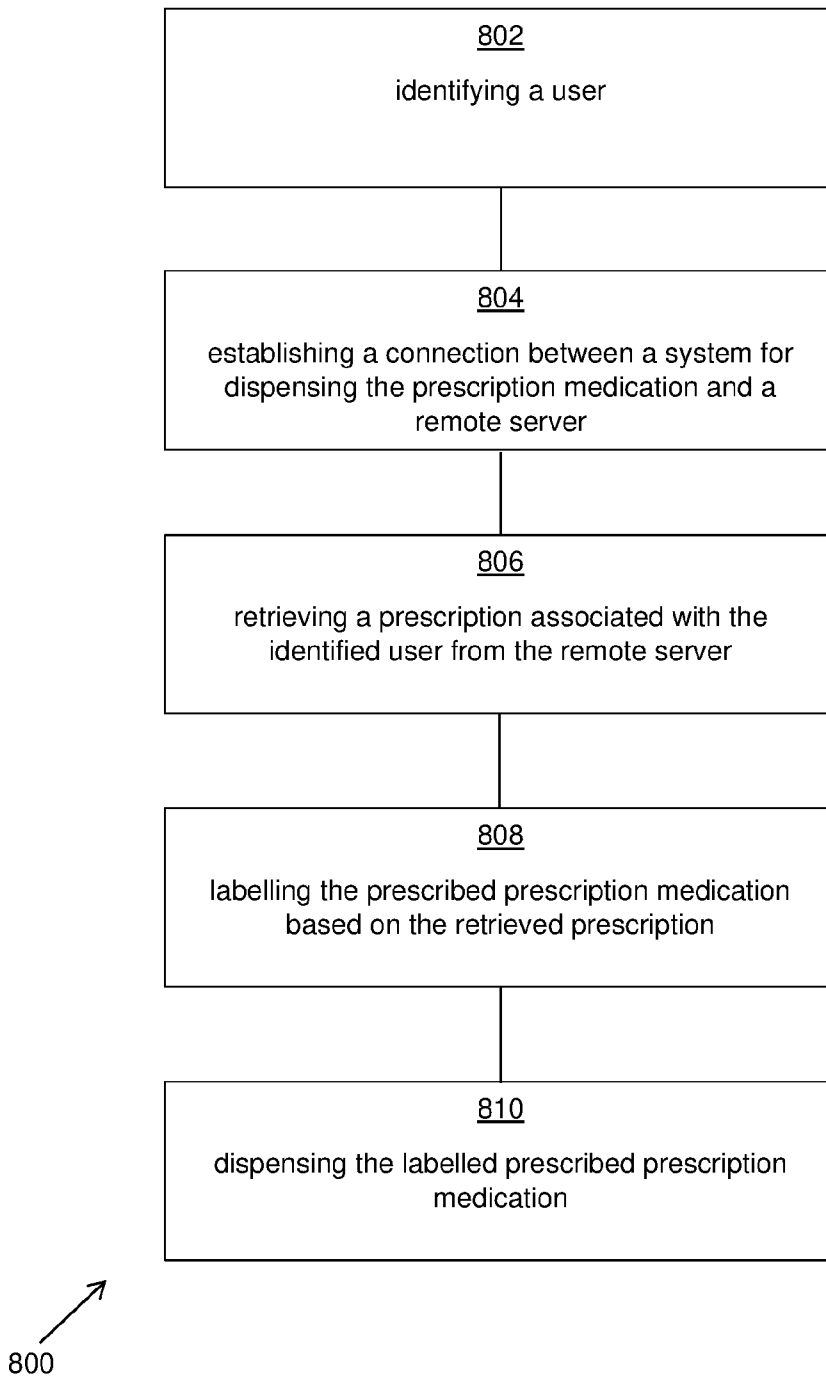 802
identifying a user
804
establishing a connection between a system for
dispensing the prescription medication and a
remote server
806
retrieving a prescription associated with the
identified user from the remote server
808
labelling the prescribed prescription medication
based on the retrieved prescription
810
dispensing the labelled prescribed prescription
medication
800